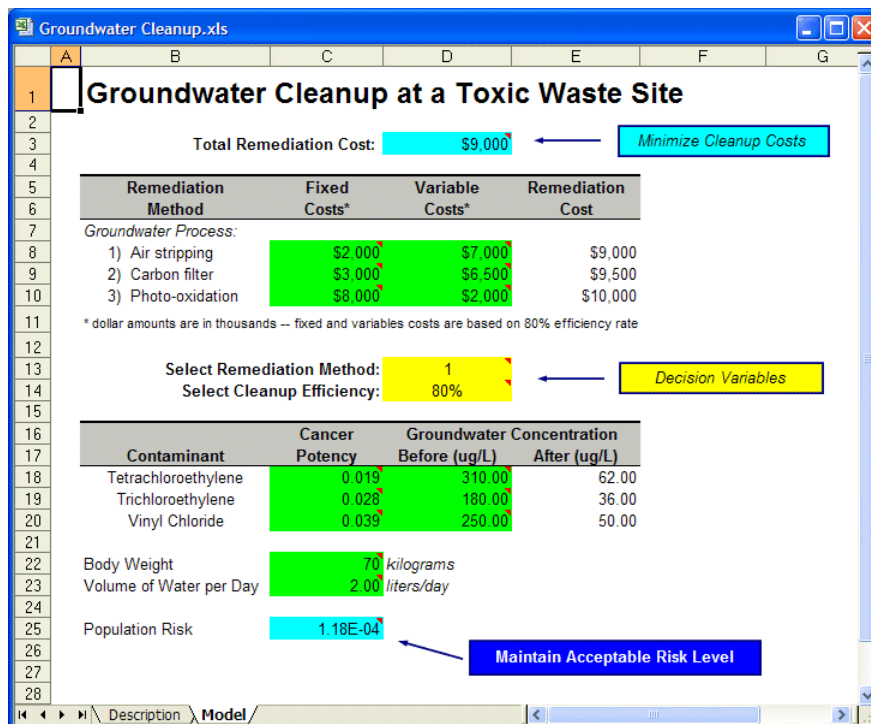 Groundwater Cleanup.xls
A B C D E F G
1 Groundwater Cleanup at a Toxic Waste Site
2
3 Total Remediation Cost: $9,000 Minimize Cleanup Costs
4
5 Remediation Fixed Variable Remediation
6 Method Costs* Costs* Cost
7 Groundwater Process:
8 1) Air stripping $2,000 $7,000 $9,000
9 2) Carbon filter $3,000 $6,500 $9,500
10 3) Photo-oxidation $8,000 $2,000 $10,000
11 * dollar amounts are in thousands -- fixed and variables costs are based on 80% efficiency rate
12
13 Select Remediation Method: 1 Decision Variables
14 Select Cleanup Efficiency: 80%
15
16 Cancer Groundwater Concentration
17 Contaminant Potency Before (ug/L) After (ug/L)
18 Tetrachloroethylene 0.019 310.00 62.00
19 Trichloroethylene 0.028 180.00 36.00
20 Vinyl Chloride 0.039 250.00 50.00
21
22 Body Weight 70 kilograms
23 Volume of Water per Day 2.00 liters/day
24
25 Population Risk 1.18E-04
26 Maintain Acceptable Risk Level
27
28
Description Model